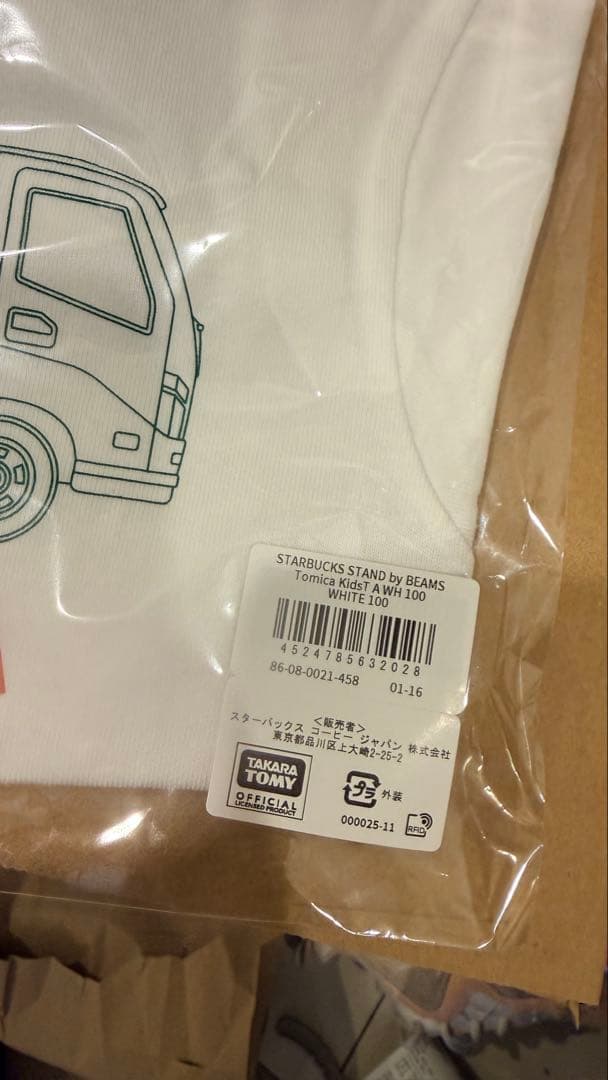 STARBUCKS STAND by BEAMS
Tomica KidsT A WH 100
WHITE 100
4524785632028
86-08-0021-458 01-16
<販売者>
スターバックス コーヒー ジャパン 株式会社
東京都品川区上大崎2-25-2
TAKARA
TOMY
OFFICIAL
LICENSED PRODUCT
プラ 外装
000025-11
RFID